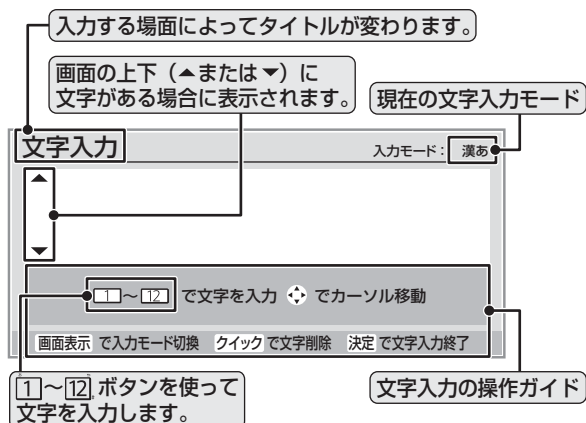 入力する場面によってタイトルが変わります。
画面の上下（▲または▼）に
文字がある場合に表示されます。
現在の文字入力モード
文字入力
入力モード： 漢あ
▲
▼
1～12 で文字を入力 でカーソル移動
画面表示 で入力モード切換 クイック で文字削除 決定 で文字入力終了
1～12 ボタンを使って
文字を入力します。
文字入力の操作ガイド